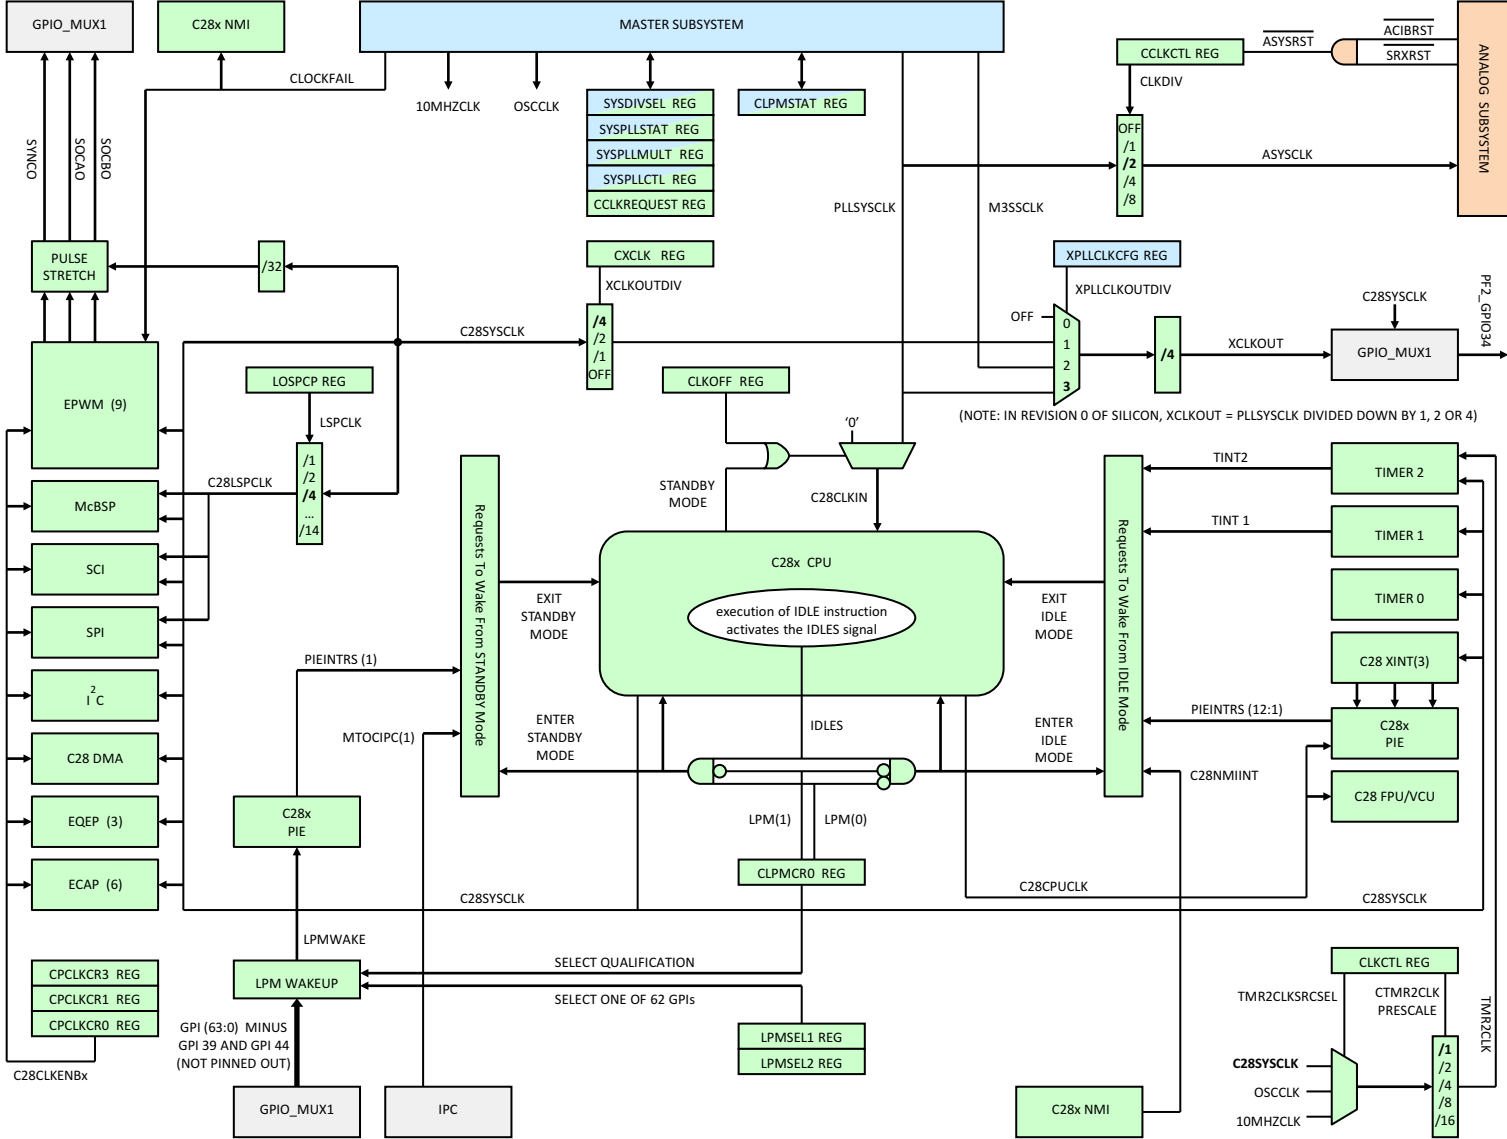 GPIO_MUX1
C28x NMI
MASTER SUBSYSTEM
CLOCKFAIL
10MHZCLK
OSCCLK
SYSDIVSEL REG
SYSPLLSTAT REG
SYSPLLMULT REG
SYSPLLCTL REG
CCLKREQUEST REG
CLPMSTAT REG
CCLKCTL REG
CLKDIV
ASYSRST
ACIBRST
SRXRST
ANALOG SUBSYSTEM
OFF
/1
/2
/4
/8
ASYSCLK
PLLSYSCLK
M3SSCLK
SYNCO
SOCAO
SOCBO
PULSE
STRETCH
/32
CXCLK REG
XCLKOUTDIV
/4
/2
/1
OFF
C28SYSCLK
XPLLCLKCFG REG
XPLLCLKOUTDIV
OFF
0
1
2
3
/4
XCLKOUT
C28SYSCLK
GPIO_MUX1
PF2_GPIO34
(NOTE: IN REVISION 0 OF SILICON, XCLKOUT = PLLSYSCLK DIVIDED DOWN BY 1, 2 OR 4)
EPWM (9)
LOSPCP REG
LSPCLK
/1
/2
/4
...
/14
C28LSPCLK
CLKOFF REG
‘0’
STANDBY
MODE
C28CLKIN
McBSP
SCI
SPI
I2C
C28 DMA
EQEP (3)
ECAP (6)
Requests To Wake From STANDBY Mode
EXIT
STANDBY
MODE
C28x CPU
execution of IDLE instruction
activates the IDLES signal
EXIT
IDLE
MODE
Requests To Wake From IDLE Mode
TINT2
TIMER 2
TINT 1
TIMER 1
TIMER 0
C28 XINT(3)
PIEINTRS (12:1)
C28x
PIE
C28NMIINT
C28 FPU/VCU
PIEINTRS (1)
MTOCIPC(1)
ENTER
STANDBY
MODE
IDLES
ENTER
IDLE
MODE
LPM(1)
LPM(0)
C28x
PIE
CLPMCR0 REG
C28SYSCLK
C28CPUCLK
C28SYSCLK
LPMWAKE
LPM WAKEUP
SELECT QUALIFICATION
SELECT ONE OF 62 GPIs
CPCLKCR3 REG
CPCLKCR1 REG
CPCLKCR0 REG
C28CLKENBx
GPI (63:0) MINUS
GPI 39 AND GPI 44
(NOT PINNED OUT)
LPMSEL1 REG
LPMSEL2 REG
GPIO_MUX1
IPC
C28x NMI
CLKCTL REG
TMR2CLKSRCSEL
CTMR2CLK
PRESCALE
TMR2CLK
C28SYSCLK
OSCCLK
10MHZCLK
/1
/2
/4
/8
/16